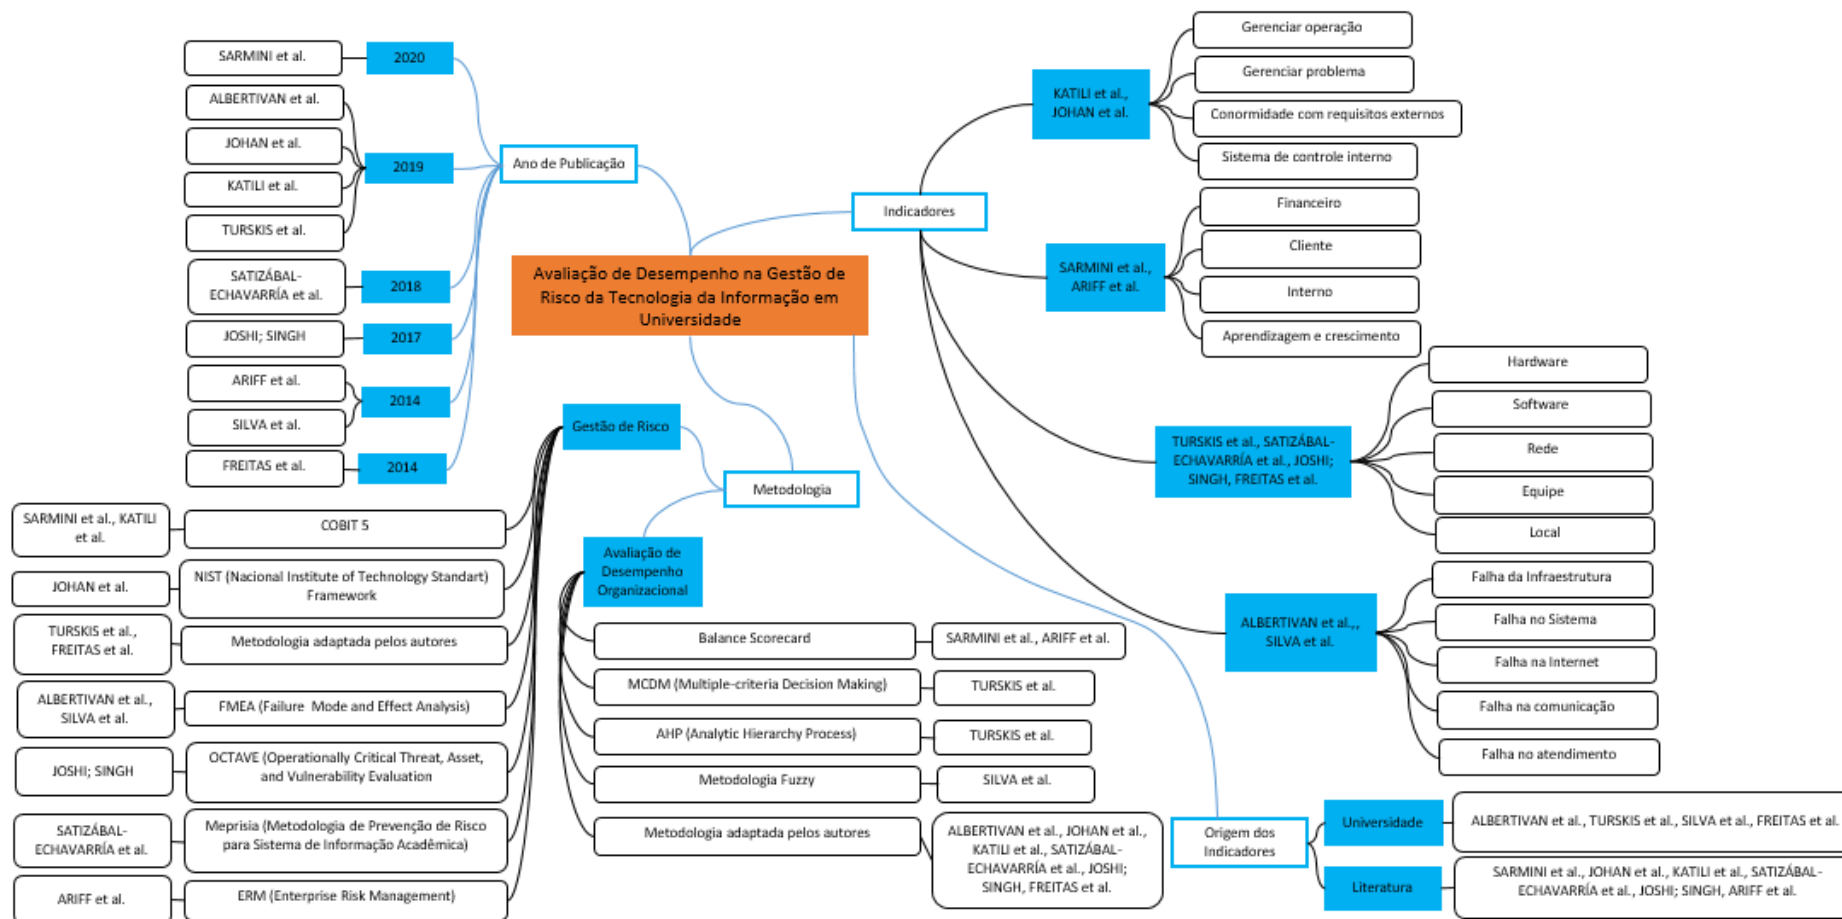 Avaliação de Desempenho na Gestão de
Risco da Tecnologia da Informação em
Universidade
Ano de Publicação
2020
SARMINI et al.
2019
ALBERTIVAN et al.
JOHAN et al.
KATILI et al.
TURSKIS et al.
2018
SATIZÁBAL-
ECHAVARRÍA et al.
2017
JOSHI; SINGH
2014
ARIFF et al.
SILVA et al.
2014
FREITAS et al.
Indicadores
KATILI et al.,
JOHAN et al.
Gerenciar operação
Gerenciar problema
Conormidade com requisitos externos
Sistema de controle interno
SARMINI et al.,
ARIFF et al.
Financeiro
Cliente
Interno
Aprendizagem e crescimento
TURSKIS et al., SATIZÁBAL-
ECHAVARRÍA et al., JOSHI;
SINGH, FREITAS et al.
Hardware
Software
Rede
Equipe
Local
ALBERTIVAN et al.,,
SILVA et al.
Falha da Infraestrutura
Falha no Sistema
Falha na Internet
Falha na comunicação
Falha no atendimento
Metodologia
Gestão de Risco
COBIT 5
SARMINI et al., KATILI
et al.
NIST (Nacional Institute of Technology Standart)
Framework
JOHAN et al.
Metodologia adaptada pelos autores
TURSKIS et al.,
FREITAS et al.
FMEA (Failure Mode and Effect Analysis)
ALBERTIVAN et al.,
SILVA et al.
OCTAVE (Operationally Critical Threat, Asset,
and Vulnerability Evaluation
JOSHI; SINGH
Meprisia (Metodologia de Prevenção de Risco
para Sistema de Informação Acadêmica)
SATIZÁBAL-
ECHAVARRÍA et al.
ERM (Enterprise Risk Management)
ARIFF et al.
Avaliação de
Desempenho
Organizacional
Balance Scorecard
SARMINI et al., ARIFF et al.
MCDM (Multiple-criteria Decision Making)
TURSKIS et al.
AHP (Analytic Hierarchy Process)
TURSKIS et al.
Metodologia Fuzzy
SILVA et al.
Metodologia adaptada pelos autores
ALBERTIVAN et al., JOHAN et al.,
KATILI et al., SATIZÁBAL-
ECHAVARRÍA et al., JOSHI;
SINGH, FREITAS et al.
Origem dos
Indicadores
Universidade
ALBERTIVAN et al., TURSKIS et al., SILVA et al., FREITAS et al.
Literatura
SARMINI et al., JOHAN et al., KATILI et al., SATIZÁBAL-
ECHAVARRÍA et al., JOSHI; SINGH, ARIFF et al.